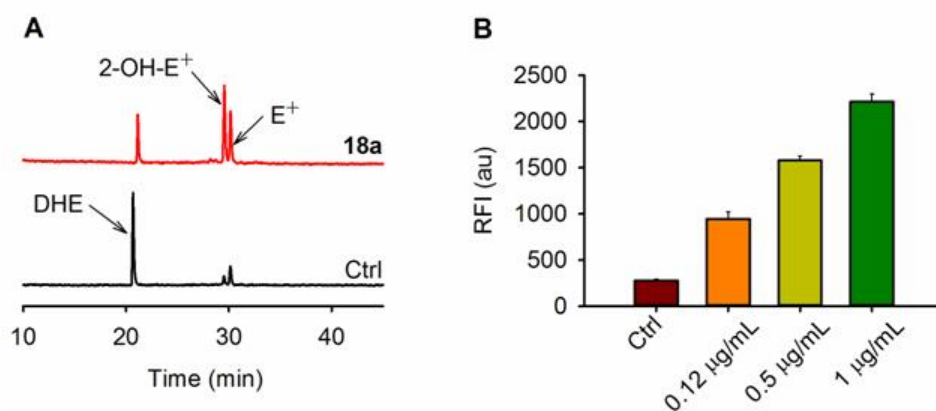 A
2-OH-E⁺
E⁺
18a
DHE
Ctrl
10 20 30 40
Time (min)
B
RFI (au)
2500
2000
1500
1000
500
0
Ctrl
0.12 μg/mL
0.5 μg/mL
1 μg/mL